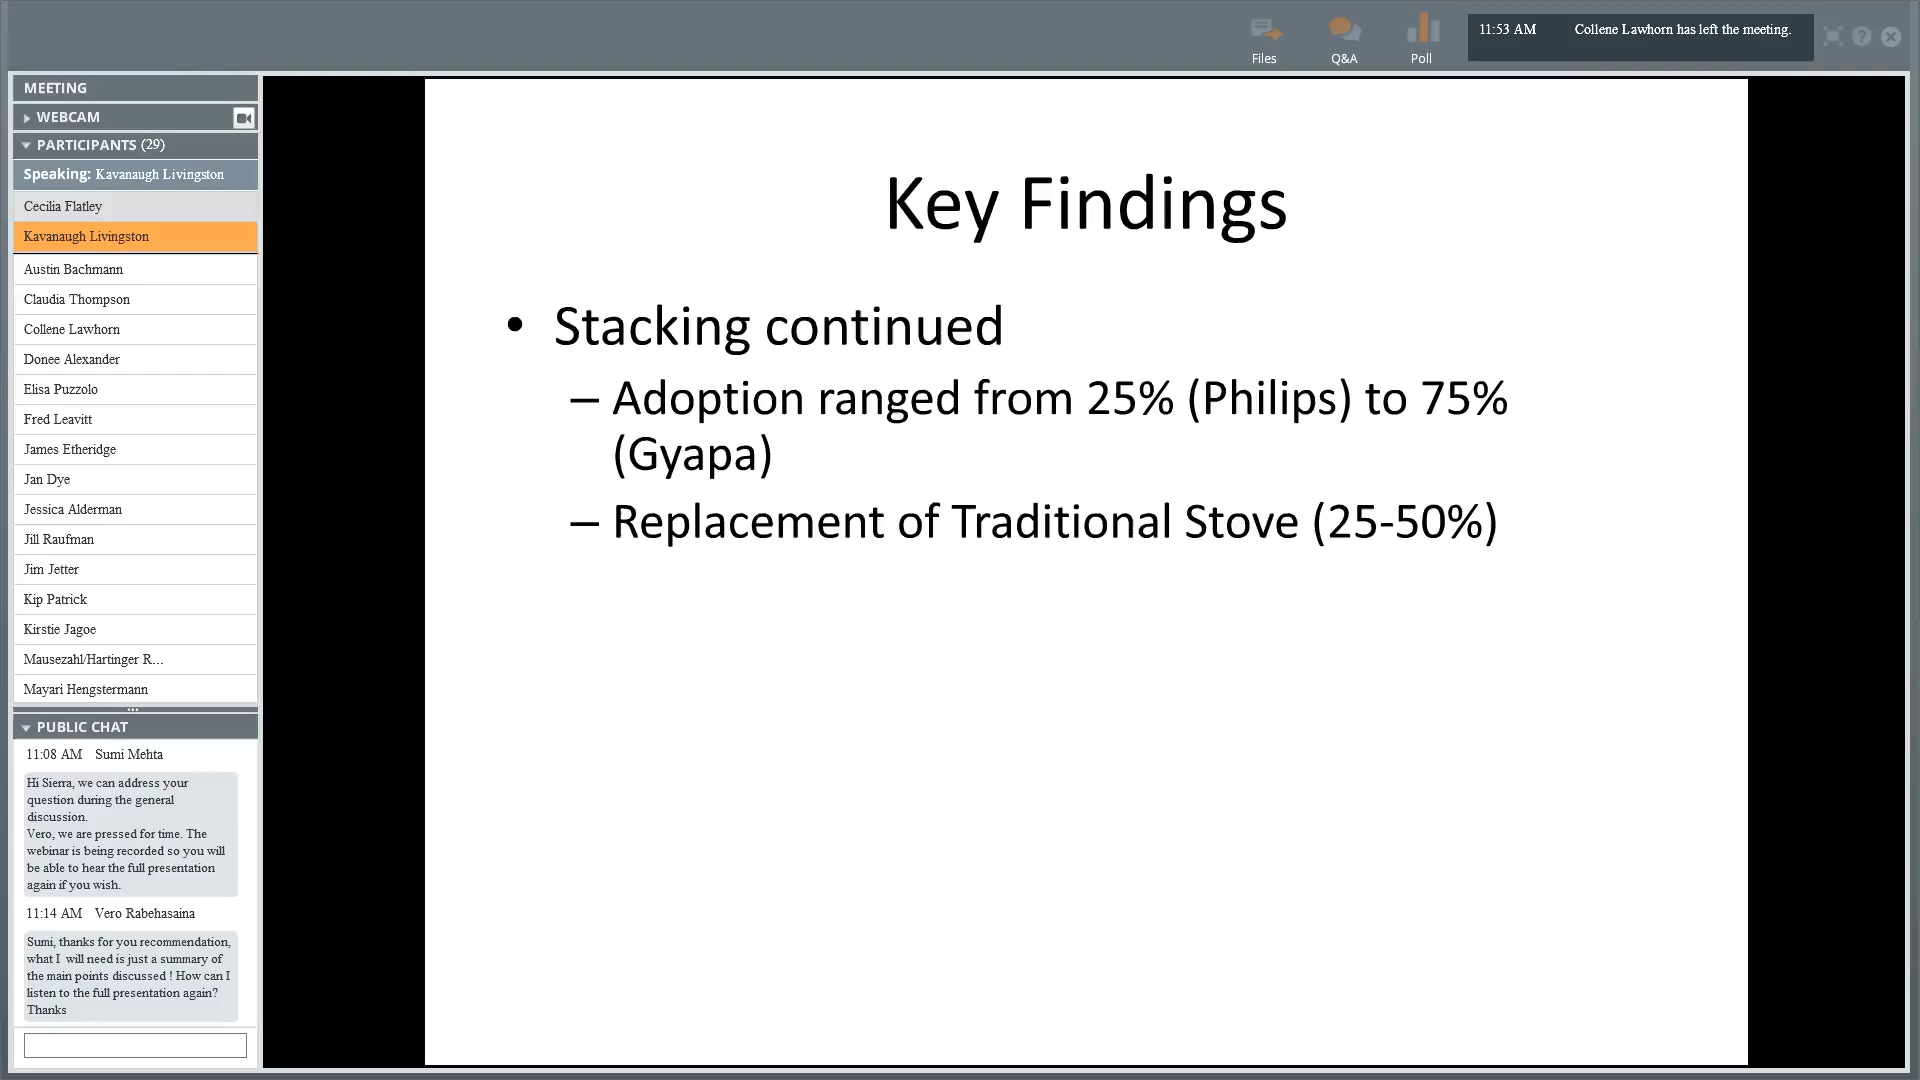 Files
Q&A
Poll
11:53 AM Collene Lawhorn has left the meeting.
MEETING
WEBCAM
PARTICIPANTS (29)
Speaking: Kavanaugh Livingston
Cecilia Flatley
Kavanaugh Livingston
Austin Bachmann
Claudia Thompson
Collene Lawhorn
Donee Alexander
Elisa Puzzolo
Fred Leavitt
James Etheridge
Jan Dye
Jessica Alderman
Jill Raufman
Jim Jetter
Kip Patrick
Kirstie Jagoe
Mausezahl/Hartinger R...
Mayari Hengstermann
PUBLIC CHAT
11:08 AM Sumi Mehta
Hi Sierra, we can address your
question during the general
discussion.
Vero, we are pressed for time. The
webinar is being recorded so you will
be able to hear the full presentation
again if you wish.
11:14 AM Vero Rabehasaina
Sumi, thanks for you recommendation,
what I will need is just a summary of
the main points discussed ! How can I
listen to the full presentation again?
Thanks
Key Findings
• Stacking continued
– Adoption ranged from 25% (Philips) to 75%
(Gyapa)
– Replacement of Traditional Stove (25-50%)